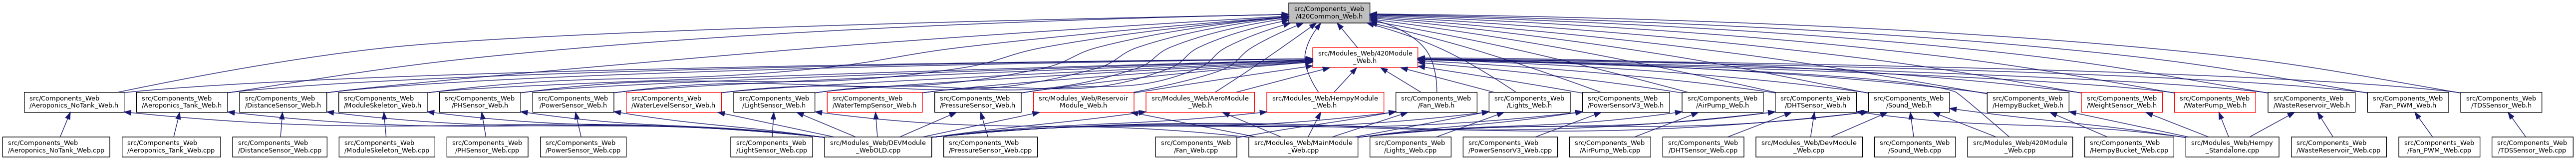 src/Components_Web
/420Common_Web.h
src/Modules_Web/420Module
_Web.h
src/Components_Web
/Aeroponics_NoTank_Web.h
src/Components_Web
/Aeroponics_Tank_Web.h
src/Components_Web
/DistanceSensor_Web.h
src/Components_Web
/ModuleSkeleton_Web.h
src/Components_Web
/PHSensor_Web.h
src/Components_Web
/PowerSensor_Web.h
src/Components_Web
/WaterLevelSensor_Web.h
src/Components_Web
/LightSensor_Web.h
src/Components_Web
/WaterTempSensor_Web.h
src/Components_Web
/PressureSensor_Web.h
src/Modules_Web/Reservoir
Module_Web.h
src/Modules_Web/AeroModule
_Web.h
src/Modules_Web/HempyModule
_Web.h
src/Components_Web
/Fan_Web.h
src/Components_Web
/Lights_Web.h
src/Components_Web
/PowerSensorV3_Web.h
src/Components_Web
/AirPump_Web.h
src/Components_Web
/DHTSensor_Web.h
src/Components_Web
/Sound_Web.h
src/Components_Web
/HempyBucket_Web.h
src/Components_Web
/WeightSensor_Web.h
src/Components_Web
/WaterPump_Web.h
src/Components_Web
/WasteReservoir_Web.h
src/Components_Web
/Fan_PWM_Web.h
src/Components_Web
/TDSSensor_Web.h
src/Components_Web
/Aeroponics_NoTank_Web.cpp
src/Components_Web
/Aeroponics_Tank_Web.cpp
src/Components_Web
/DistanceSensor_Web.cpp
src/Components_Web
/ModuleSkeleton_Web.cpp
src/Components_Web
/PHSensor_Web.cpp
src/Components_Web
/PowerSensor_Web.cpp
src/Components_Web
/LightSensor_Web.cpp
src/Modules_Web/DEVModule
_WebOLD.cpp
src/Components_Web
/PressureSensor_Web.cpp
src/Components_Web
/Fan_Web.cpp
src/Modules_Web/MainModule
_Web.cpp
src/Components_Web
/Lights_Web.cpp
src/Components_Web
/PowerSensorV3_Web.cpp
src/Components_Web
/AirPump_Web.cpp
src/Components_Web
/DHTSensor_Web.cpp
src/Modules_Web/DevModule
_Web.cpp
src/Components_Web
/Sound_Web.cpp
src/Modules_Web/420Module
_Web.cpp
src/Components_Web
/HempyBucket_Web.cpp
src/Modules_Web/Hempy
_Standalone.cpp
src/Components_Web
/WasteReservoir_Web.cpp
src/Components_Web
/Fan_PWM_Web.cpp
src/Components_Web
/TDSSensor_Web.cpp